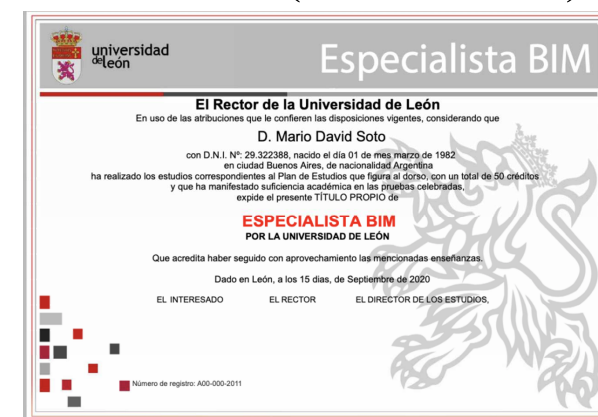 universidad
de león
Especialista BIM
El Rector de la Universidad de León
En uso de las atribuciones que le confieren las disposiciones vigentes, considerando que
D. Mario David Soto
con D.N.I. Nº: 29.322388, nacido el día 01 de mes marzo de 1982
en ciudad Buenos Aires, de nacionalidad Argentina
ha realizado los estudios correspondientes al Plan de Estudios que figura al dorso, con un total de 50 créditos
y que ha manifestado suficiencia académica en las pruebas celebradas,
expide el presente TÍTULO PROPIO de
ESPECIALISTA BIM
POR LA UNIVERSIDAD DE LEÓN
Que acredita haber seguido con aprovechamiento las mencionadas enseñanzas.
Dado en León, a los 15 dias, de Septiembre de 2020
EL INTERESADO EL RECTOR EL DIRECTOR DE LOS ESTUDIOS,
Número de registro: A00-000-2011